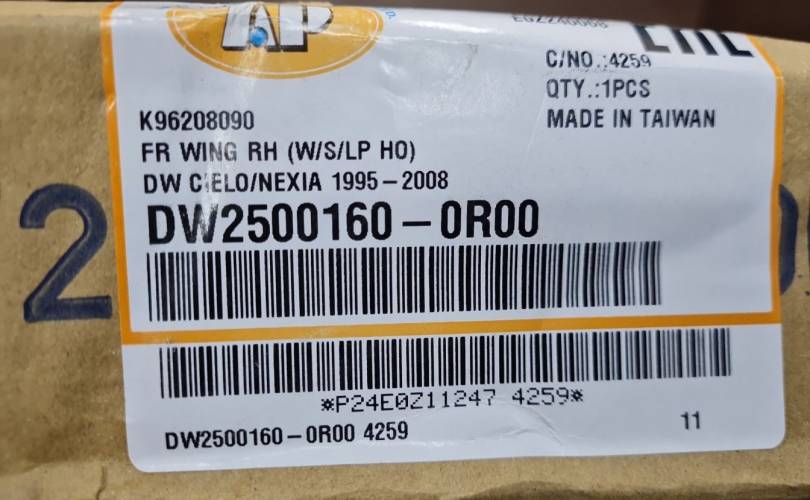 AP
C/NO.:4259
QTY.:1PCS
MADE IN TAIWAN
K96208090
FR WING RH (W/S/LP HO)
DW CIELO/NEXIA 1995-2008
DW2500160-0R00
*P24E0Z11247 4259*
DW2500160-0R00 4259
11
2